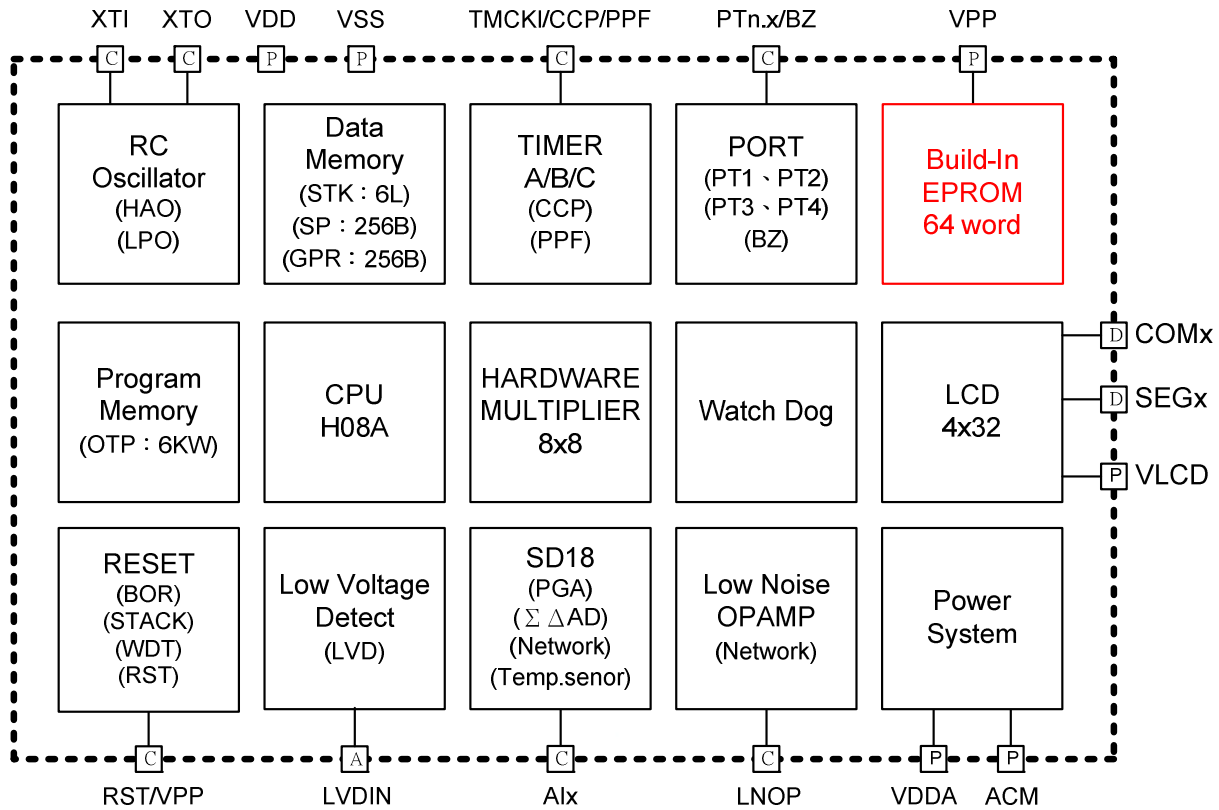 XTI XTO VDD VSS TMCKI/CCP/PPF PTn.x/BZ VPP
C C P P C C P
RC
Oscillator
(HAO)
(LPO)
Data
Memory
(STK：6L)
(SP：256B)
(GPR：256B)
TIMER
A/B/C
(CCP)
(PPF)
PORT
(PT1、PT2)
(PT3、PT4)
(BZ)
Build-In
EPROM
64 word
Program
Memory
(OTP：6KW)
CPU
H08A
HARDWARE
MULTIPLIER
8x8
Watch Dog
LCD
4x32
D COMx
D SEGx
P VLCD
RESET
(BOR)
(STACK)
(WDT)
(RST)
Low Voltage
Detect
(LVD)
SD18
(PGA)
(ΣΔAD)
(Network)
(Temp.senor)
Low Noise
OPAMP
(Network)
Power
System
C A C C P P
RST/VPP LVDIN AIx LNOP VDDA ACM